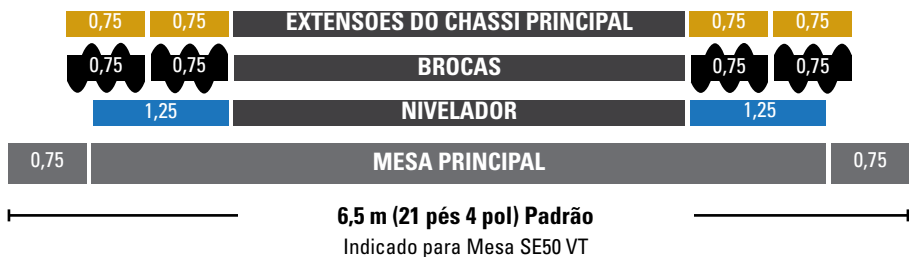 0,75 0,75 EXTENSOES DO CHASSI PRINCIPAL 0,75 0,75
0,75 0,75 BROCAS 0,75 0,75
1,25 NIVELADOR 1,25
0,75 MESA PRINCIPAL 0,75
6,5 m (21 pés 4 pol) Padrão
Indicado para Mesa SE50 VT